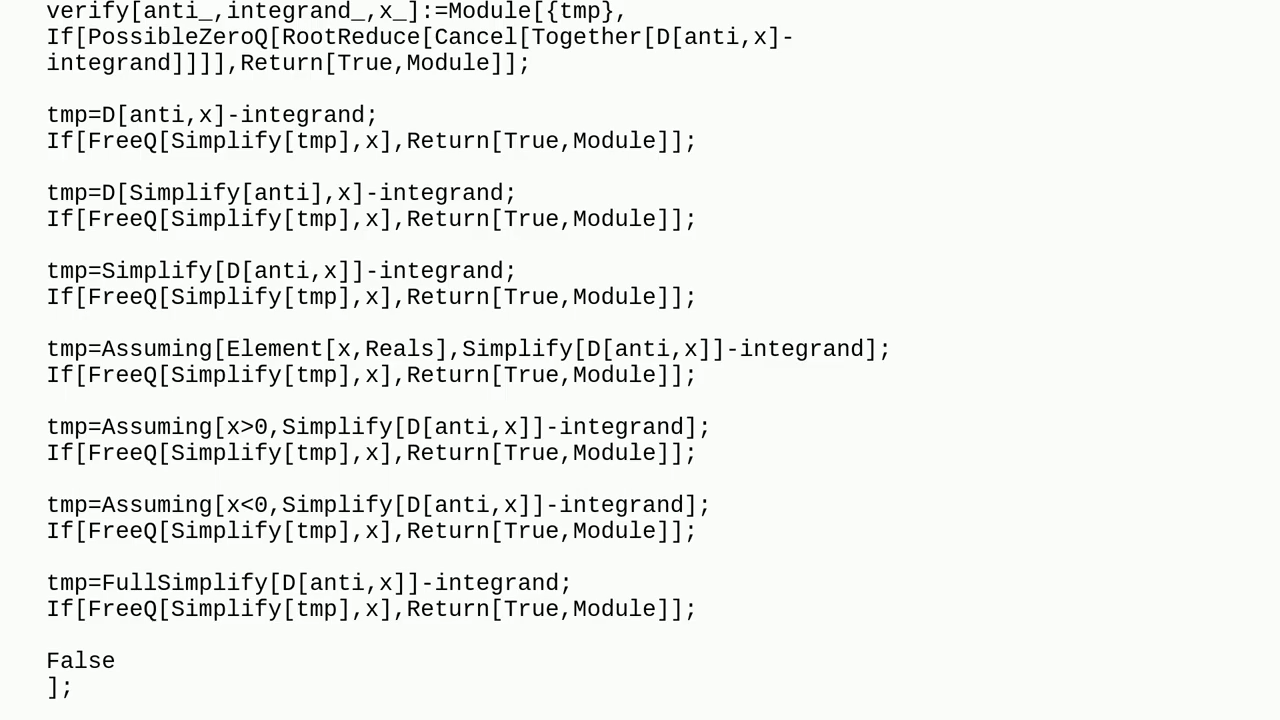 verify[anti_,integrand_,x_]:=Module[{tmp},
If[PossibleZeroQ[RootReduce[Cancel[Together[D[anti,x]-
integrand]]]],Return[True,Module]];
tmp=D[anti,x]-integrand;
If[FreeQ[Simplify[tmp],x],Return[True,Module]];
tmp=D[Simplify[anti],x]-integrand;
If[FreeQ[Simplify[tmp],x],Return[True,Module]];
tmp=Simplify[D[anti,x]]-integrand;
If[FreeQ[Simplify[tmp],x],Return[True,Module]];
tmp=Assuming[Element[x,Reals],Simplify[D[anti,x]]-integrand];
If[FreeQ[Simplify[tmp],x],Return[True,Module]];
tmp=Assuming[x>0,Simplify[D[anti,x]]-integrand];
If[FreeQ[Simplify[tmp],x],Return[True,Module]];
tmp=Assuming[x<0,Simplify[D[anti,x]]-integrand];
If[FreeQ[Simplify[tmp],x],Return[True,Module]];
tmp=FullSimplify[D[anti,x]]-integrand;
If[FreeQ[Simplify[tmp],x],Return[True,Module]];
False
];